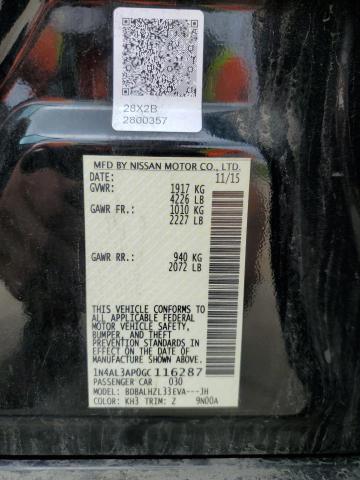 AUTO
28X2B
2800357
MFD BY NISSAN MOTOR CO., LTD.
11/15
GVWR: 1917 KG
4226 LB
GAWR FR.: 1010 KG
2227 LB
GAWR RR.: 940 KG
2072 LB
THIS VEHICLE CONFORMS TO
ALL APPLICABLE FEDERAL
MOTOR VEHICLE SAFETY,
BUMPER, AND THEFT
PREVENTION STANDARDS
IN EFFECT ON THE DATE OF
MANUFACTURE SHOWN ABOVE.
1N4AL3AP0GC116287
PASSENGER CAR 030
MODEL: BDBALHZL33EVA---JH
COLOR: KH3 TRIM: Z 9N00A